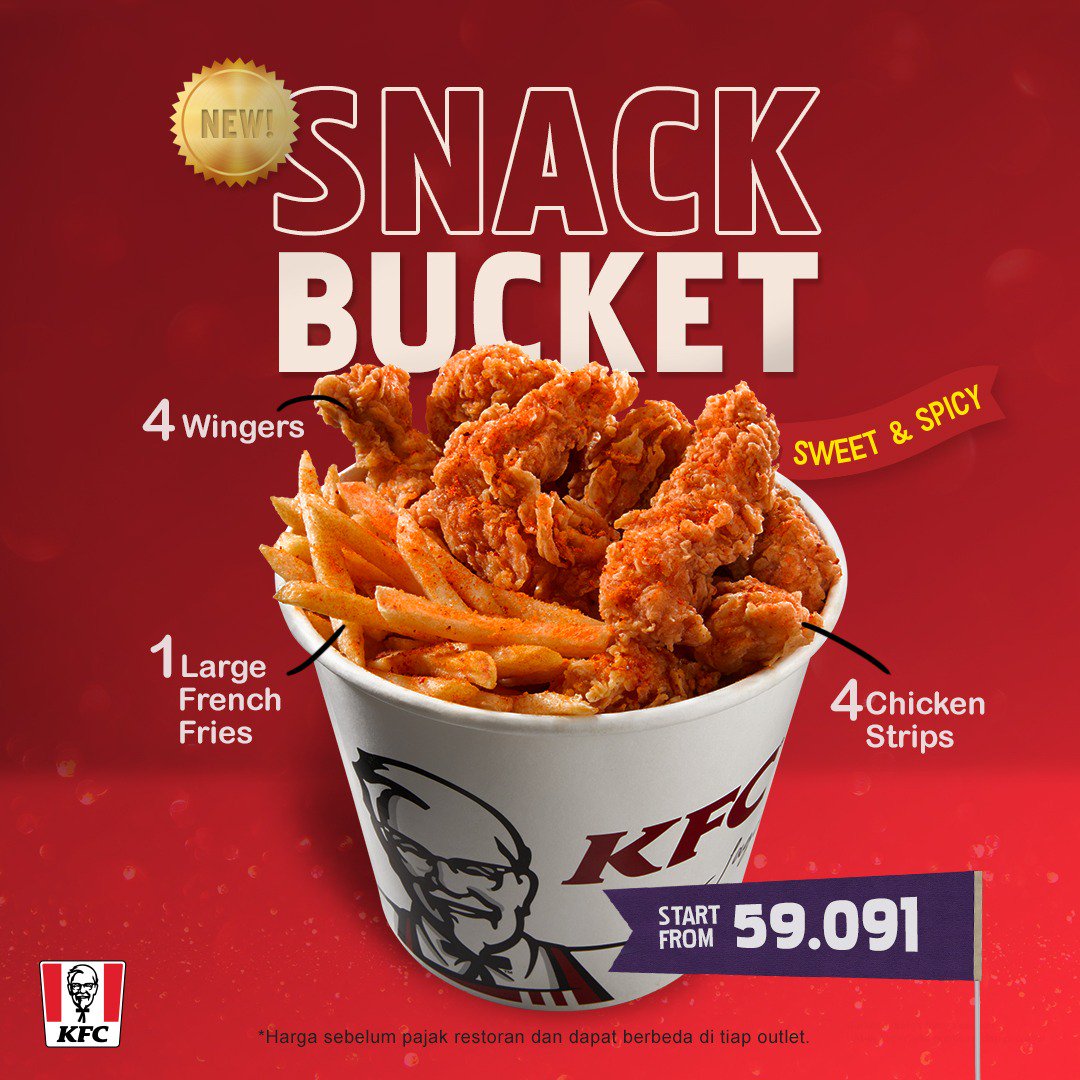 NEW!
SNACK
BUCKET
4 Wingers
SWEET & SPICY
1 Large
French
Fries
4 Chicken
Strips
KFC
START
FROM 59.091
KFC
*Harga sebelum pajak restoran dan dapat berbeda di tiap outlet.